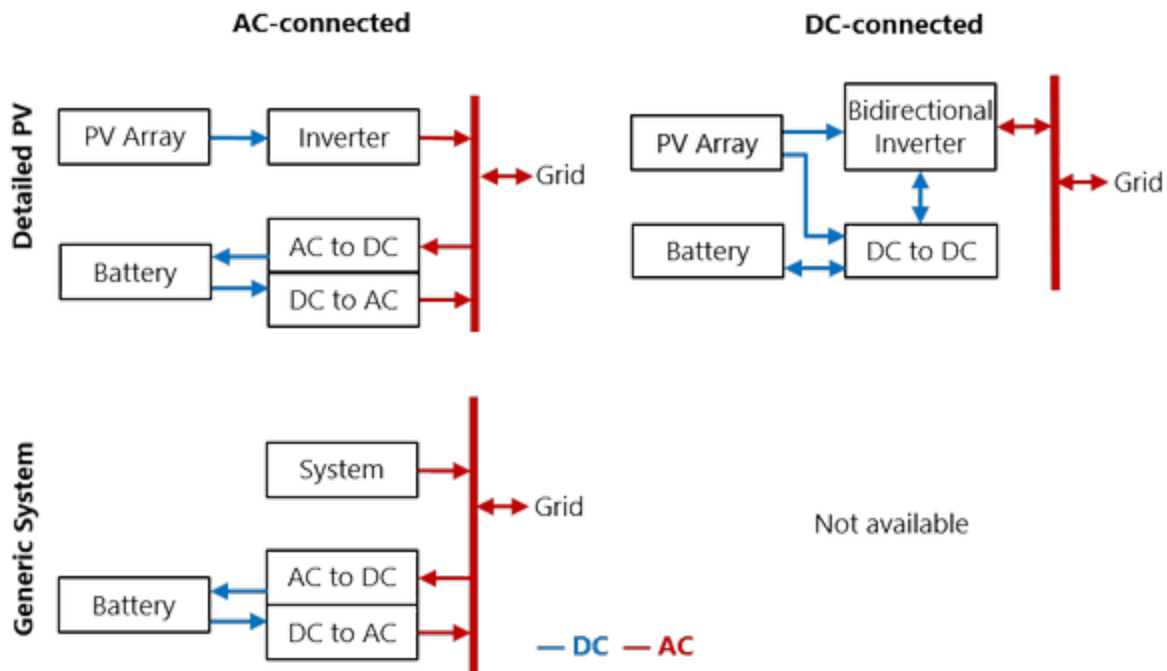 AC-connected
DC-connected
Detailed PV
PV Array
Inverter
Grid
AC to DC
Battery
DC to AC
Bidirectional
Inverter
PV Array
Grid
Battery
DC to DC
Generic System
System
Grid
AC to DC
Battery
DC to AC
Not available
DC AC